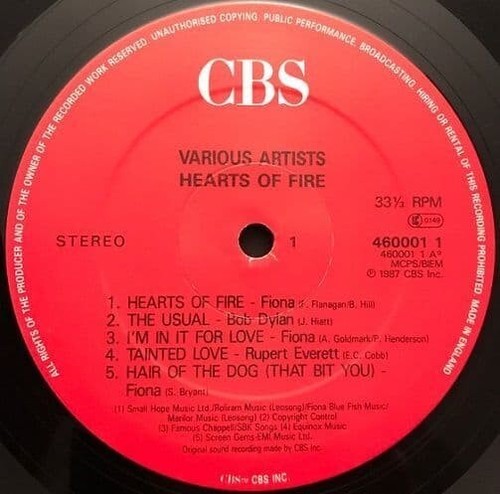 ALL RIGHTS OF THE PRODUCER AND OF THE OWNER OF THE RECORDED WORK RESERVED. UNAUTHORISED COPYING, PUBLIC PERFORMANCE, BROADCASTING, HIRING OR RENTAL OF THIS RECORDING PROHIBITED. MADE IN ENGLAND
CBS
VARIOUS ARTISTS
HEARTS OF FIRE
33⅓ RPM
LC 0149
STEREO
1
460001 1
460001 1 A
MCPS/BIEM
℗ 1987 CBS Inc.
1. HEARTS OF FIRE - Fiona (F. Flanagan/B. Hill)
2. THE USUAL - Bob Dylan (J. Hiatt)
3. I'M IN IT FOR LOVE - Fiona (A. Goldmark/P. Henderson)
4. TAINTED LOVE - Rupert Everett (E.C. Cobb)
5. HAIR OF THE DOG (THAT BIT YOU) -
Fiona (S. Bryant)
(1) Small Hope Music Ltd./Roliram Music (Leosong)/Fiona Blue Fish Music/
Marilor Music (Leosong) (2) Copyright Control
(3) Famous Chappell/SBK Songs (4) Equinox Music
(5) Screen Gems-EMI Music Ltd.
Original sound recording made by CBS Inc.
CBS™ CBS INC.